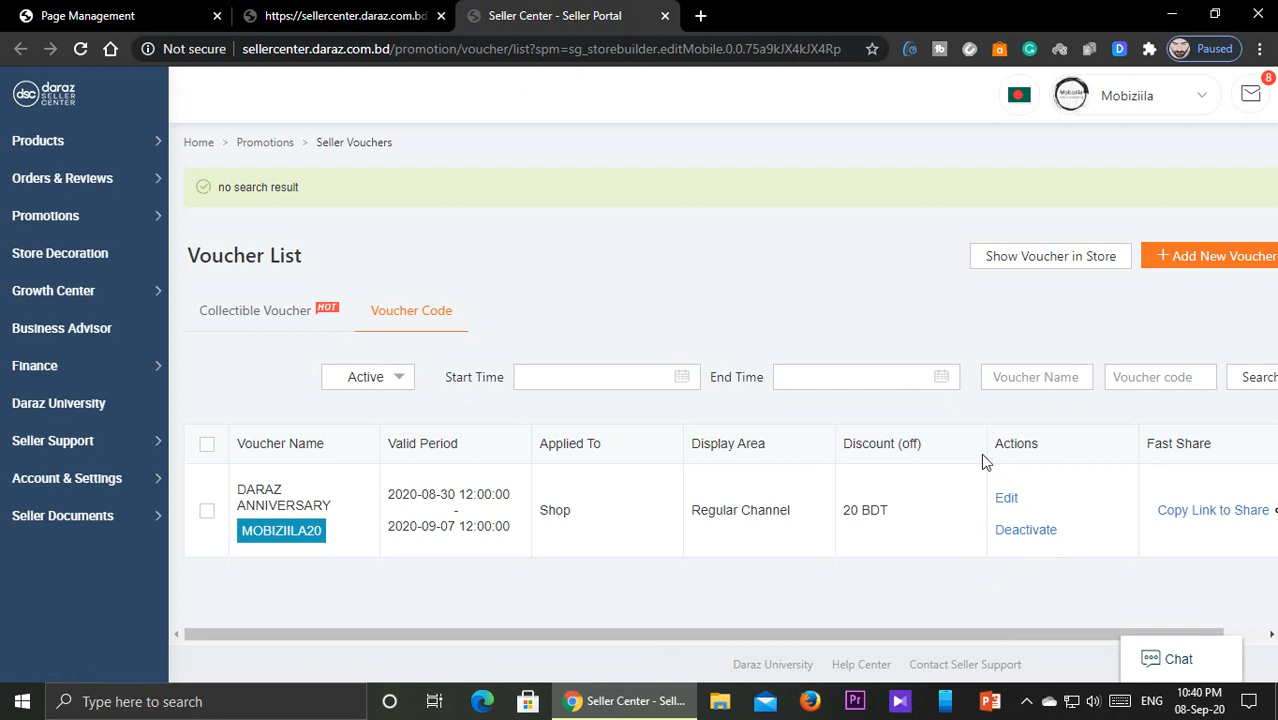 Page Management
https://sellercenter.daraz.com.bd
Seller Center - Seller Portal
Not secure
sellercenter.daraz.com.bd/promotion/voucher/list?spm=sg_storebuilder.editMobile.0.0.75a9kJX4kJX4Rp
Paused
dsc daraz SELLER CENTER
Mobiziila
8
Products
Orders & Reviews
Promotions
Store Decoration
Growth Center
Business Advisor
Finance
Daraz University
Seller Support
Account & Settings
Seller Documents
Home > Promotions > Seller Vouchers
no search result
Voucher List
Show Voucher in Store
+ Add New Voucher
Collectible Voucher HOT
Voucher Code
Active
Start Time
End Time
Voucher Name
Voucher code
Search
Voucher Name Valid Period Applied To Display Area Discount (off) Actions Fast Share
DARAZ
ANNIVERSARY
MOBIZIILA20
2020-08-30 12:00:00
-
2020-09-07 12:00:00
Shop
Regular Channel
20 BDT
Edit
Deactivate
Copy Link to Share
Daraz University Help Center Contact Seller Support
Chat
Type here to search
Seller Center - Sell...
Pr
ENG
10:40 PM
08-Sep-20